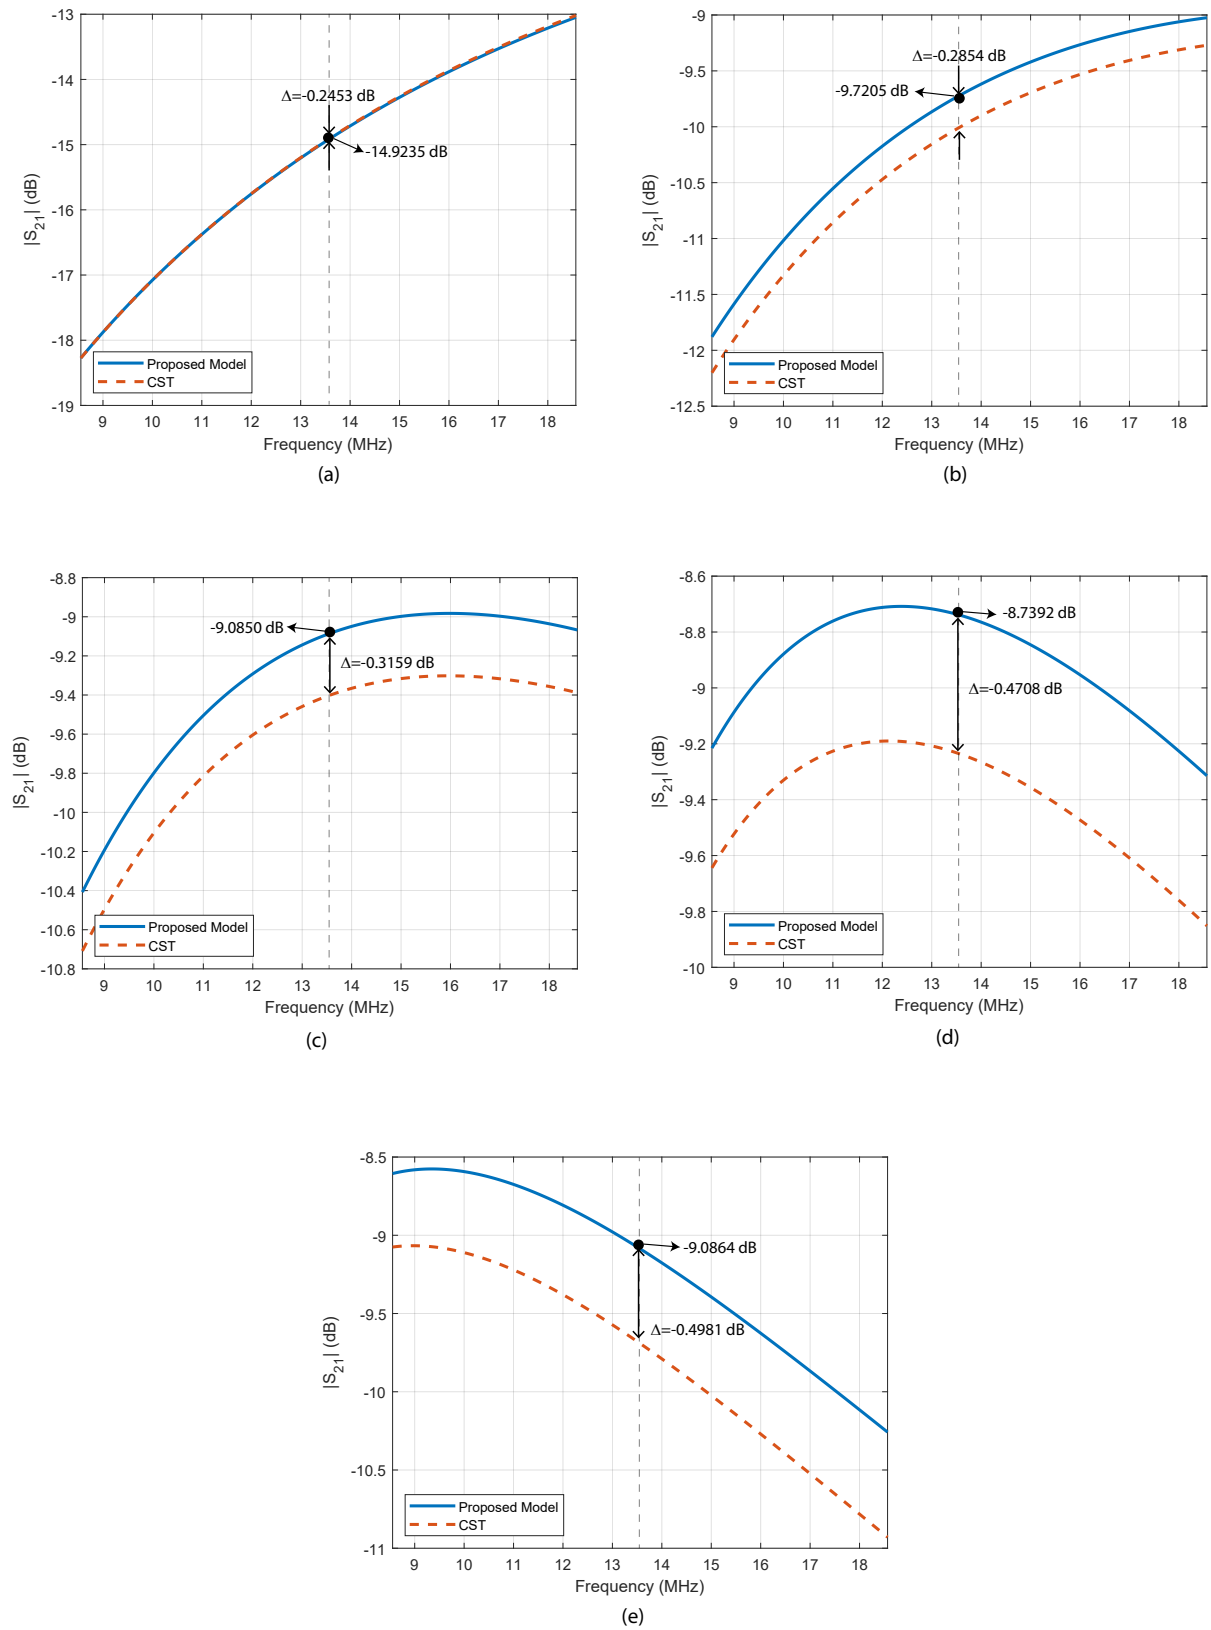 -13
-14
-15
-16
-17
-18
-19
|S21| (dB)
Δ=-0.2453 dB
-14.9235 dB
Proposed Model
CST
9 10 11 12 13 14 15 16 17 18
Frequency (MHz)
(a)
-9
-9.5
-10
-10.5
-11
-11.5
-12
-12.5
|S21| (dB)
Δ=-0.2854 dB
-9.7205 dB
Proposed Model
CST
9 10 11 12 13 14 15 16 17 18
Frequency (MHz)
(b)
-8.8
-9
-9.2
-9.4
-9.6
-9.8
-10
-10.2
-10.4
-10.6
-10.8
|S21| (dB)
-9.0850 dB
Δ=-0.3159 dB
Proposed Model
CST
9 10 11 12 13 14 15 16 17 18
Frequency (MHz)
(c)
-8.6
-8.8
-9
-9.2
-9.4
-9.6
-9.8
-10
|S21| (dB)
-8.7392 dB
Δ=-0.4708 dB
Proposed Model
CST
9 10 11 12 13 14 15 16 17 18
Frequency (MHz)
(d)
-8.5
-9
-9.5
-10
-10.5
-11
|S21| (dB)
-9.0864 dB
Δ=-0.4981 dB
Proposed Model
CST
9 10 11 12 13 14 15 16 17 18
Frequency (MHz)
(e)